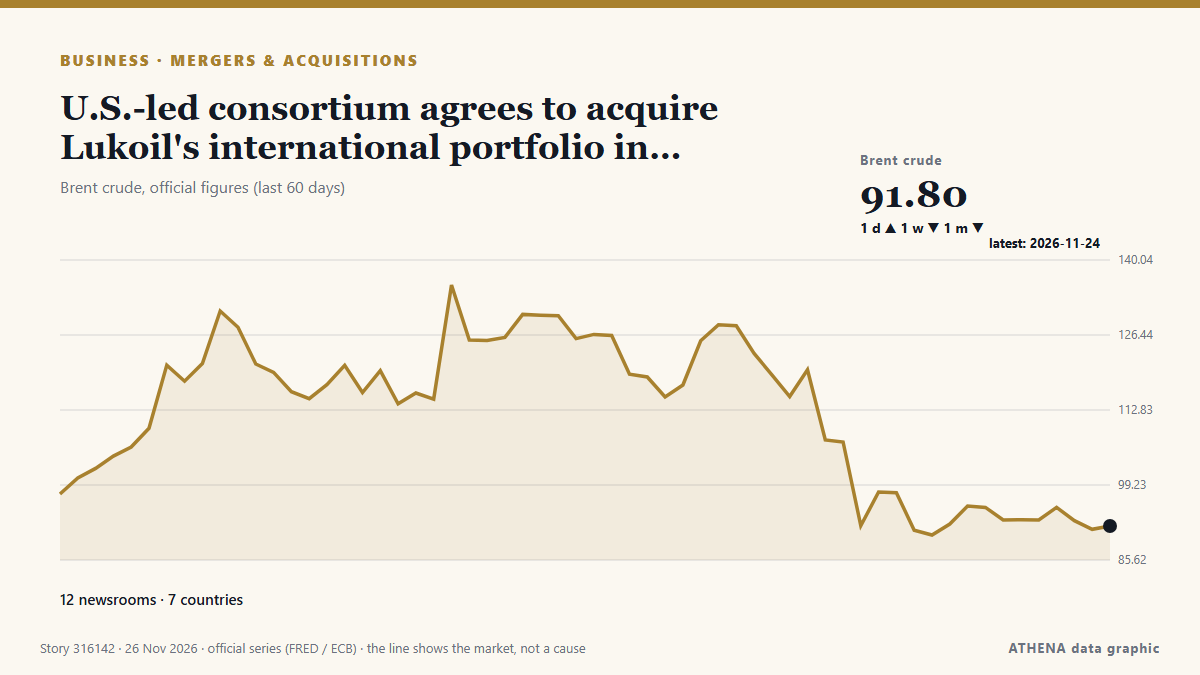 BUSINESS · MERGERS & ACQUISITIONS
U.S.-led consortium agrees to acquire
Lukoil's international portfolio in...
Brent crude, official figures (last 60 days)
Brent crude
91.80
1 d ▲ 1 w ▼ 1 m ▼
latest: 2026-11-24
140.04
126.44
112.83
99.23
85.62
12 newsrooms · 7 countries
Story 316142 · 26 Nov 2026 · official series (FRED / ECB) · the line shows the market, not a cause
ATHENA data graphic